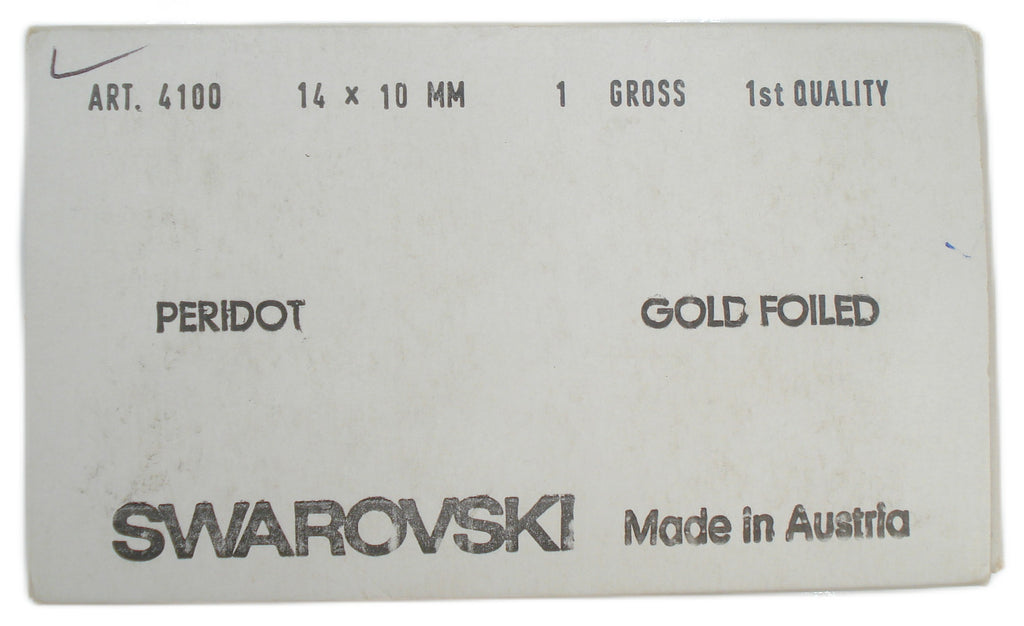 ART. 4100 14 x 10 MM 1 GROSS 1st QUALITY
PERIDOT GOLD FOILED
SWAROVSKI Made in Austria